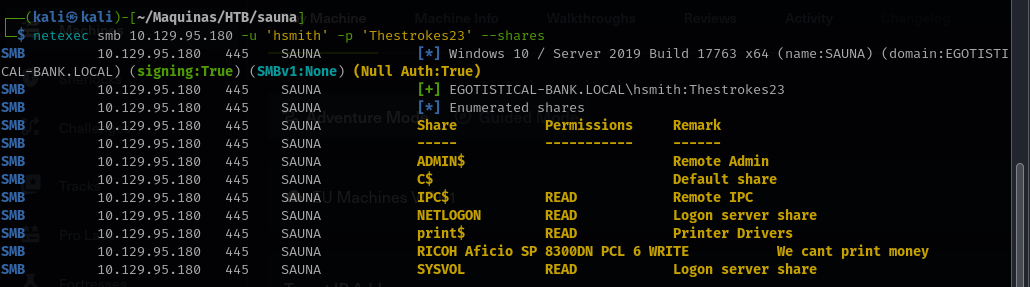 Machine Info Walkthroughs Reviews Activity Changelog
┌──(kali㉿kali)-[~/Maquinas/HTB/sauna]
└─$ netexec smb 10.129.95.180 -u 'hsmith' -p 'Thestrokes23' --shares
SMB 10.129.95.180 445 SAUNA [*] Windows 10 / Server 2019 Build 17763 x64 (name:SAUNA) (domain:EGOTISTI
CAL-BANK.LOCAL) (signing:True) (SMBv1:None) (Null Auth:True)
SMB 10.129.95.180 445 SAUNA [+] EGOTISTICAL-BANK.LOCAL\hsmith:Thestrokes23
SMB 10.129.95.180 445 SAUNA [*] Enumerated shares
SMB 10.129.95.180 445 SAUNA Share Permissions Remark
SMB 10.129.95.180 445 SAUNA ----- ----------- ------
SMB 10.129.95.180 445 SAUNA ADMIN$ Remote Admin
SMB 10.129.95.180 445 SAUNA C$ Default share
SMB 10.129.95.180 445 SAUNA IPC$ READ Remote IPC
SMB 10.129.95.180 445 SAUNA NETLOGON READ Logon server share
SMB 10.129.95.180 445 SAUNA print$ READ Printer Drivers
SMB 10.129.95.180 445 SAUNA RICOH Aficio SP 8300DN PCL 6 WRITE We cant print money
SMB 10.129.95.180 445 SAUNA SYSVOL READ Logon server share